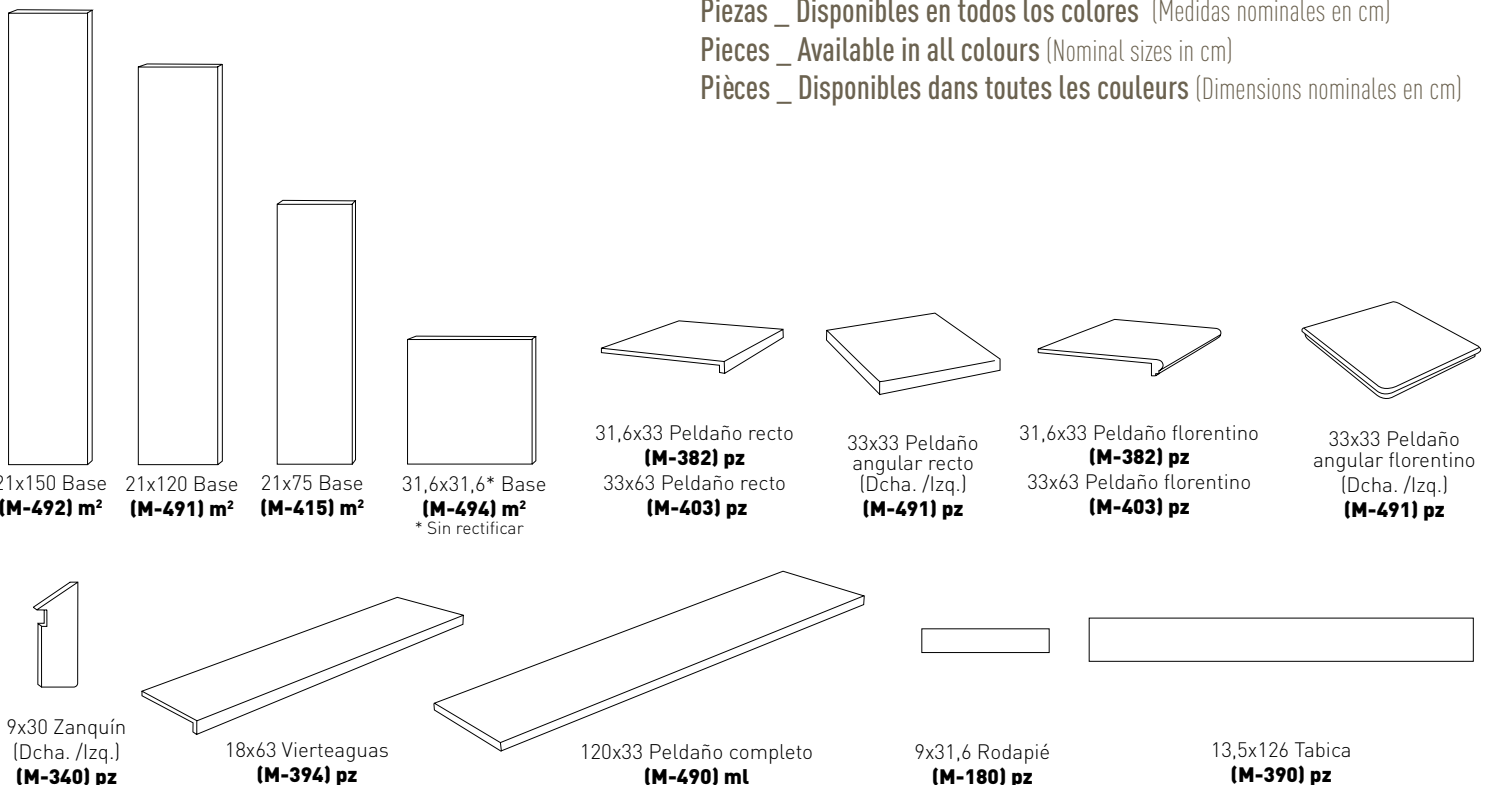 Piezas _ Disponibles en todos los colores (Medidas nominales en cm)
Pieces _ Available in all colours (Nominal sizes in cm)
Pièces _ Disponibles dans toutes les couleurs (Dimensions nominales en cm)
21x150 Base
(M-492) m²
21x120 Base
(M-491) m²
21x75 Base
(M-415) m²
31,6x31,6* Base
(M-494) m²
* Sin rectificar
31,6x33 Peldaño recto
(M-382) pz
33x63 Peldaño recto
(M-403) pz
33x33 Peldaño
angular recto
(Dcha. /Izq.)
(M-491) pz
31,6x33 Peldaño florentino
(M-382) pz
33x63 Peldaño florentino
(M-403) pz
33x33 Peldaño
angular florentino
(Dcha. /Izq.)
(M-491) pz
9x30 Zanquín
(Dcha. /Izq.)
(M-340) pz
18x63 Vierteaguas
(M-394) pz
120x33 Peldaño completo
(M-490) ml
9x31,6 Rodapié
(M-180) pz
13,5x126 Tabica
(M-390) pz